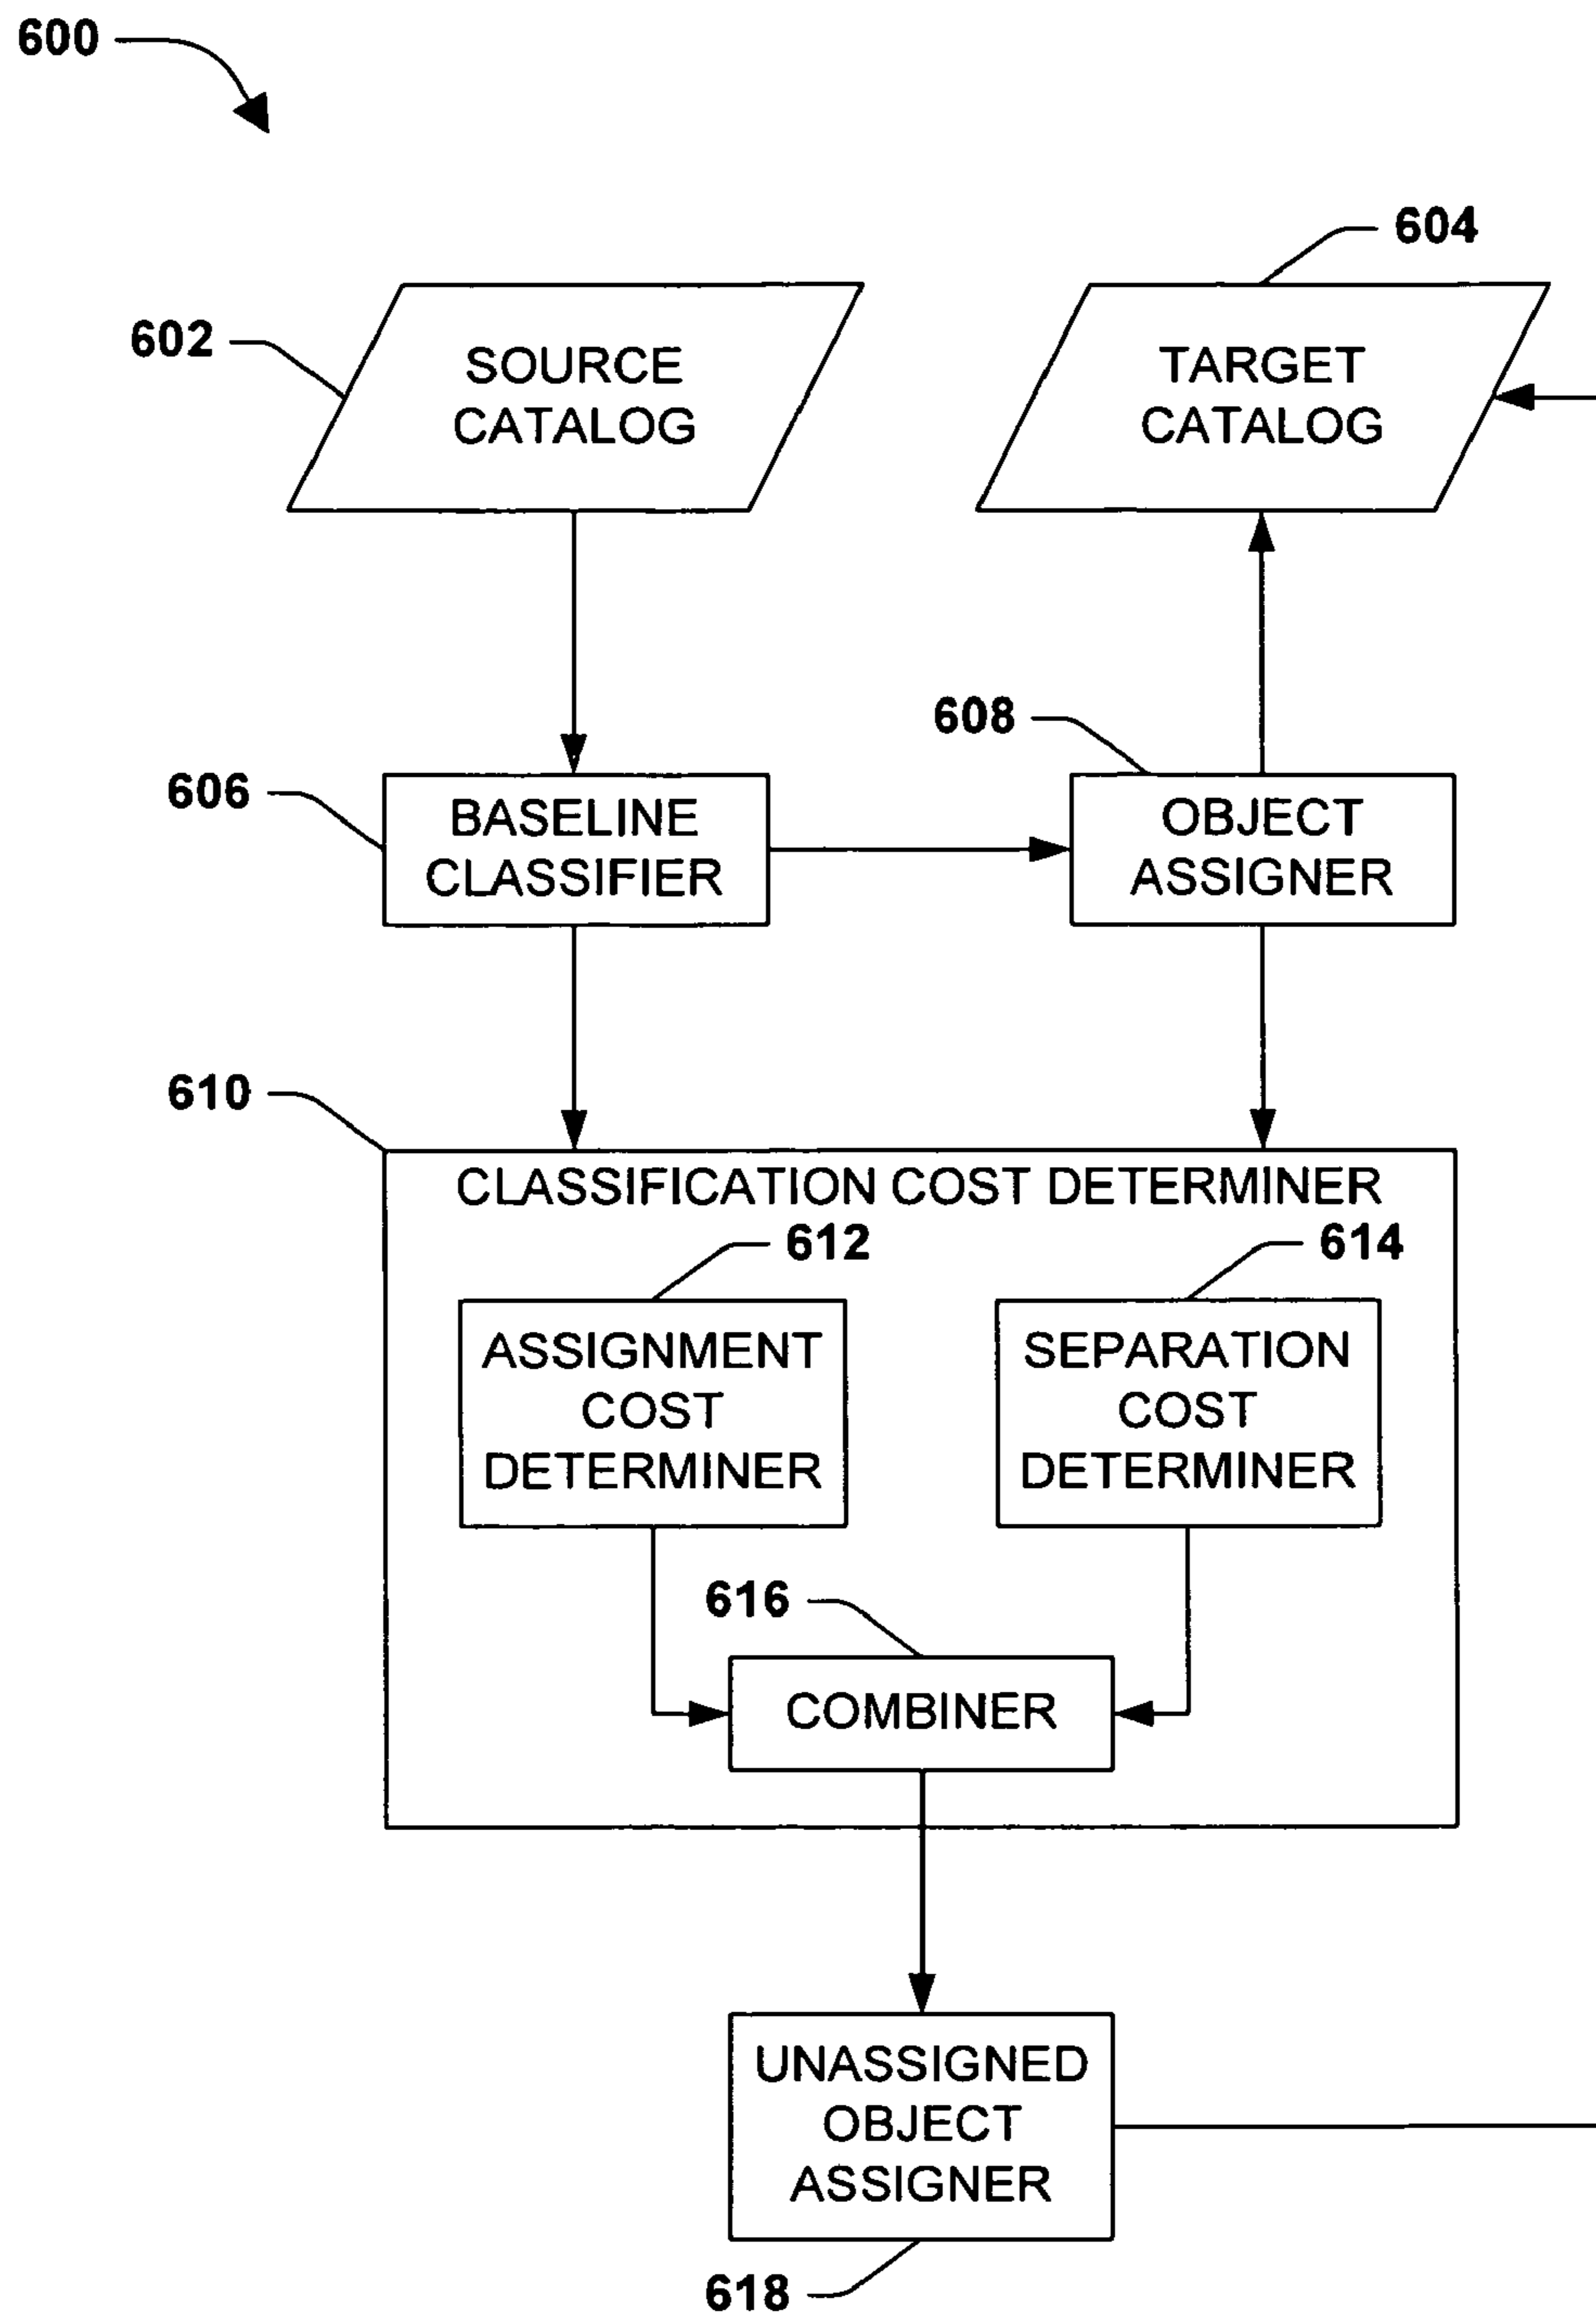 600
604
602
SOURCE
CATALOG
TARGET
CATALOG
608
606
BASELINE
CLASSIFIER
OBJECT
ASSIGNER
610
CLASSIFICATION COST DETERMINER
612
614
ASSIGNMENT
COST
DETERMINER
SEPARATION
COST
DETERMINER
616
COMBINER
UNASSIGNED
OBJECT
ASSIGNER
618